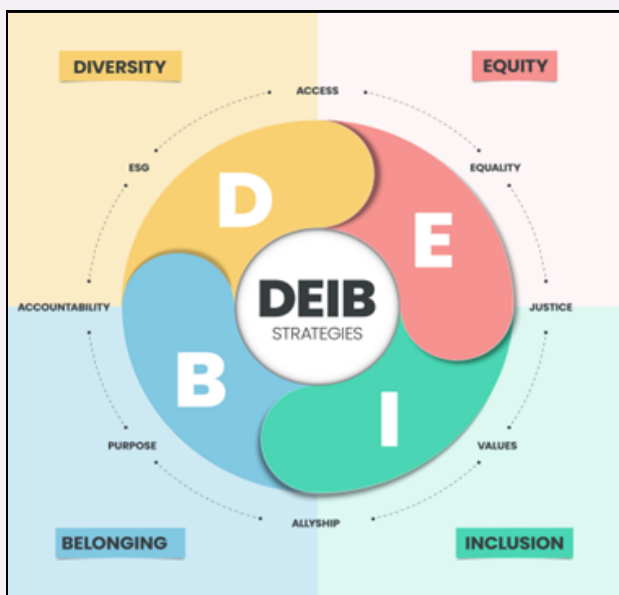 DIVERSITY
EQUITY
ACCESS
ESG
EQUALITY
D
E
DEIB
STRATEGIES
ACCOUNTABILITY
JUSTICE
B
I
PURPOSE
VALUES
ALLYSHIP
BELONGING
INCLUSION